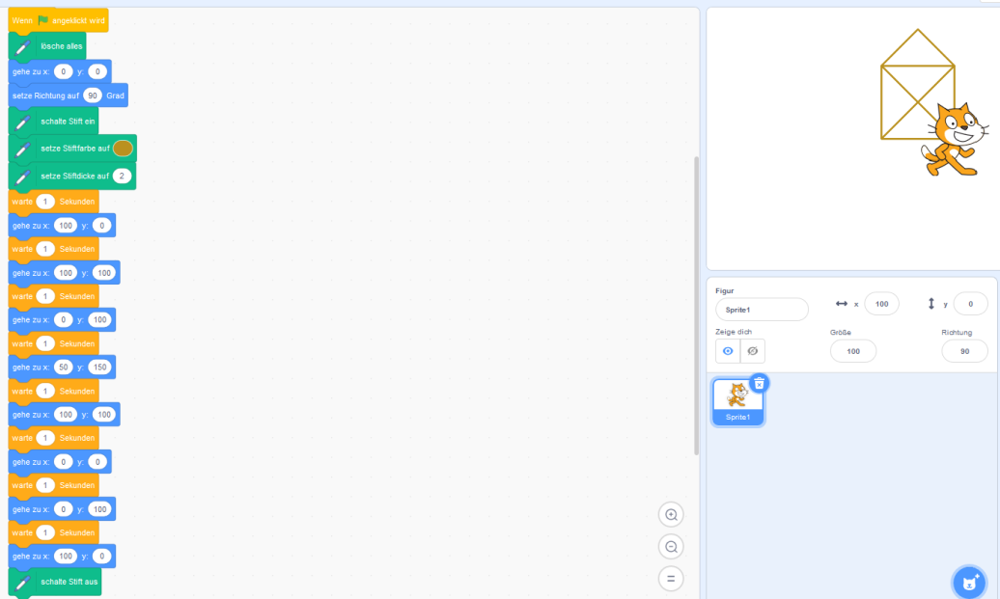 Wenn angeklickt wird
lösche alles
gehe zu x: 0 y: 0
setze Richtung auf 90 Grad
schalte Stift ein
setze Stiftfarbe auf
setze Stiftdicke auf 2
warte 1 Sekunden
gehe zu x: 100 y: 0
warte 1 Sekunden
gehe zu x: 100 y: 100
warte 1 Sekunden
gehe zu x: 0 y: 100
warte 1 Sekunden
gehe zu x: 50 y: 150
warte 1 Sekunden
gehe zu x: 100 y: 100
warte 1 Sekunden
gehe zu x: 0 y: 0
warte 1 Sekunden
gehe zu x: 0 y: 100
warte 1 Sekunden
gehe zu x: 100 y: 0
schalte Stift aus
Figur
Sprite1
x 100
y 0
Zeige dich
Größe
100
Richtung
90
Sprite1